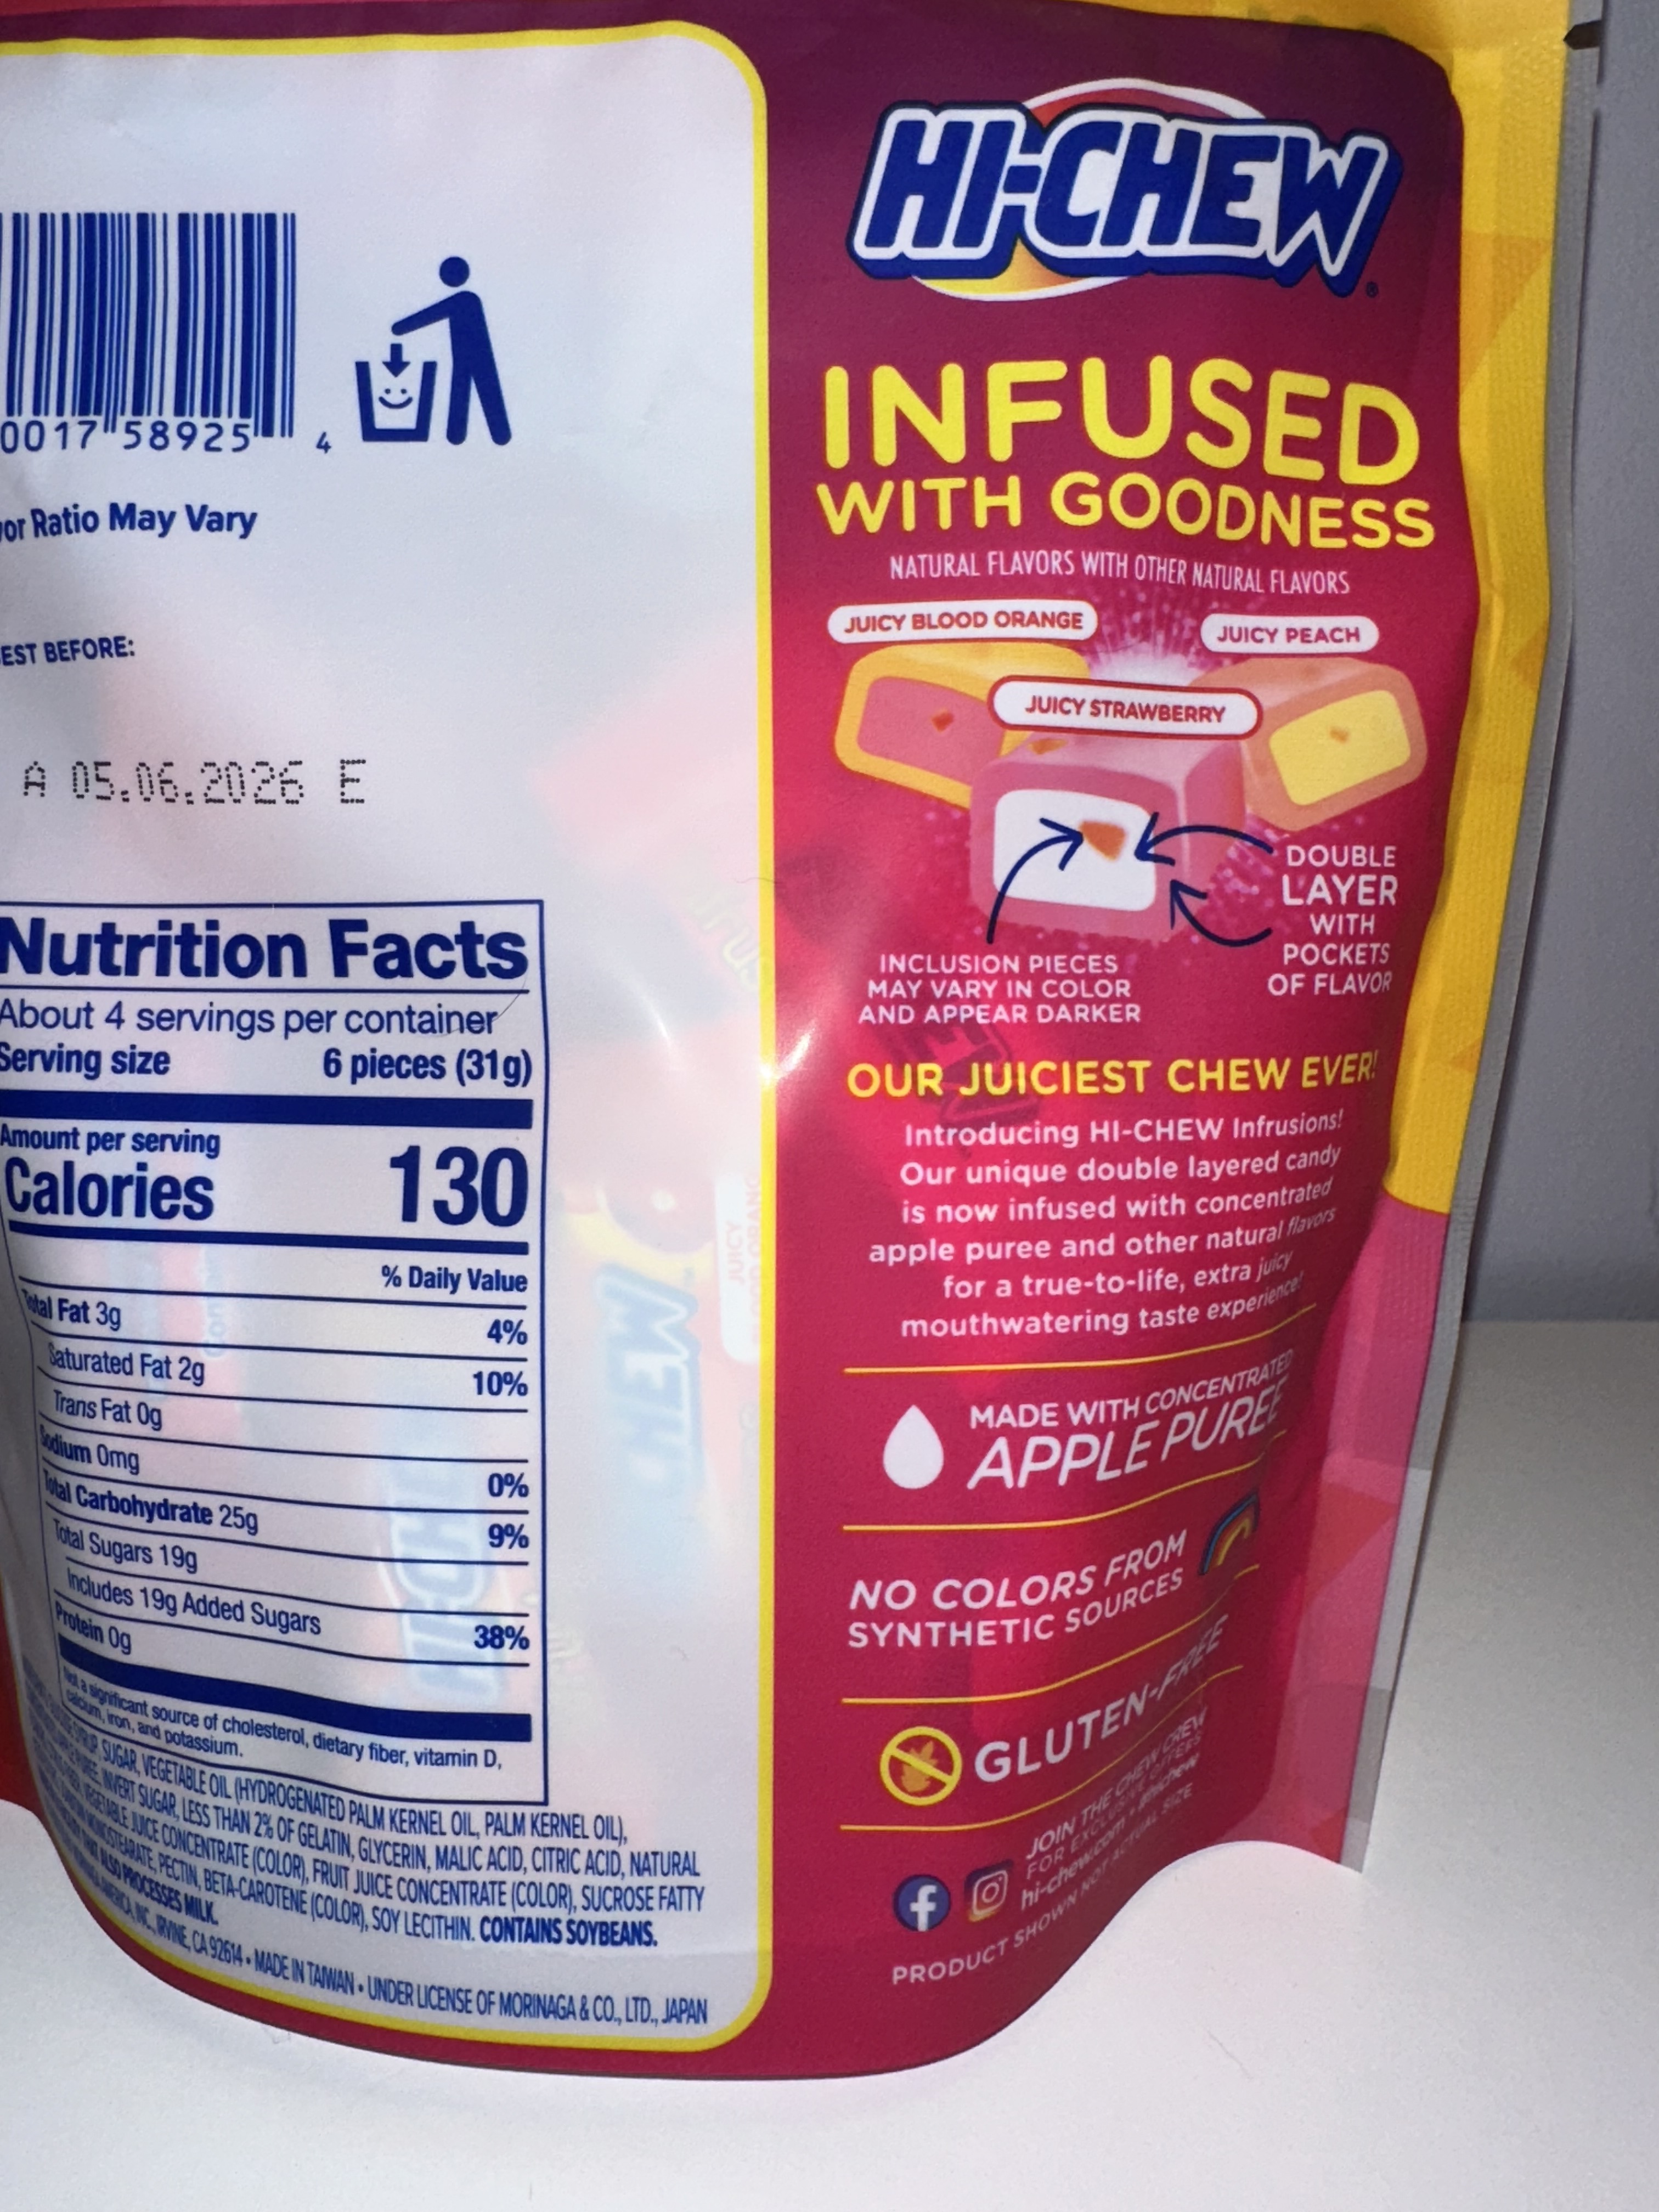 0017 58925 4
or Ratio May Vary
EST BEFORE:
A 05.06.2026 E
Nutrition Facts
About 4 servings per container
Serving size 6 pieces (31g)
Amount per serving
Calories 130
% Daily Value
Total Fat 3g 4%
Saturated Fat 2g 10%
Trans Fat 0g
Sodium 0mg 0%
Total Carbohydrate 25g 9%
Total Sugars 19g
Includes 19g Added Sugars 38%
Protein 0g
Not a significant source of cholesterol, dietary fiber, vitamin D,
calcium, iron, and potassium.
SYRUP, SUGAR, VEGETABLE OIL (HYDROGENATED PALM KERNEL OIL, PALM KERNEL OIL),
PUREE, INVERT SUGAR, LESS THAN 2% OF GELATIN, GLYCERIN, MALIC ACID, CITRIC ACID, NATURAL
VEGETABLE JUICE CONCENTRATE (COLOR), FRUIT JUICE CONCENTRATE (COLOR), SUCROSE FATTY
MONOSTEARATE, PECTIN, BETA-CAROTENE (COLOR), SOY LECITHIN. CONTAINS SOYBEANS.
THAT ALSO PROCESSES MILK.
AMERICA, INC., IRVINE, CA 92614 • MADE IN TAIWAN • UNDER LICENSE OF MORINAGA & CO., LTD., JAPAN
HI-CHEW®
INFUSED
WITH GOODNESS
NATURAL FLAVORS WITH OTHER NATURAL FLAVORS
JUICY BLOOD ORANGE
JUICY PEACH
JUICY STRAWBERRY
DOUBLE
LAYER
WITH
POCKETS
OF FLAVOR
INCLUSION PIECES
MAY VARY IN COLOR
AND APPEAR DARKER
OUR JUICIEST CHEW EVER!
Introducing HI-CHEW Infrusions!
Our unique double layered candy
is now infused with concentrated
apple puree and other natural flavors
for a true-to-life, extra juicy
mouthwatering taste experience!
MADE WITH CONCENTRATED
APPLE PUREE
NO COLORS FROM
SYNTHETIC SOURCES
GLUTEN-FREE
JOIN THE CHEW CREW
FOR EXCLUSIVE OFFERS
hi-chew.com • @hichew
PRODUCT SHOWN NOT ACTUAL SIZE